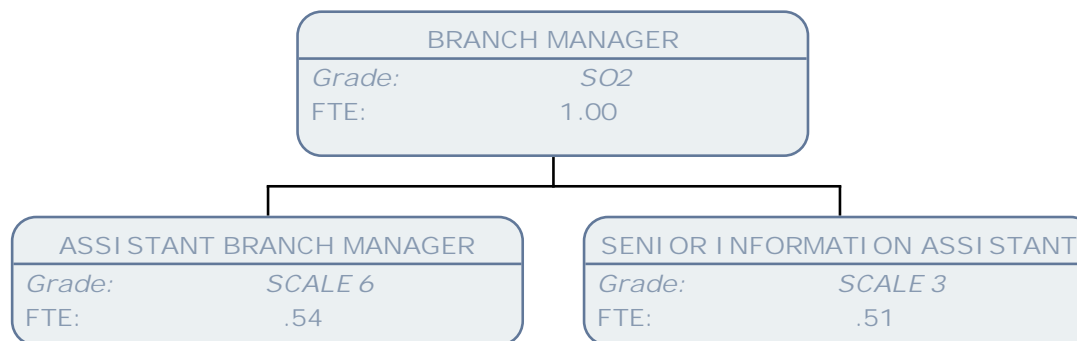 BRANCH MANAGER
Grade: SO2
FTE: 1.00
ASSISTANT BRANCH MANAGER
Grade: SCALE 6
FTE: .54
SENIOR INFORMATION ASSISTANT
Grade: SCALE 3
FTE: .51